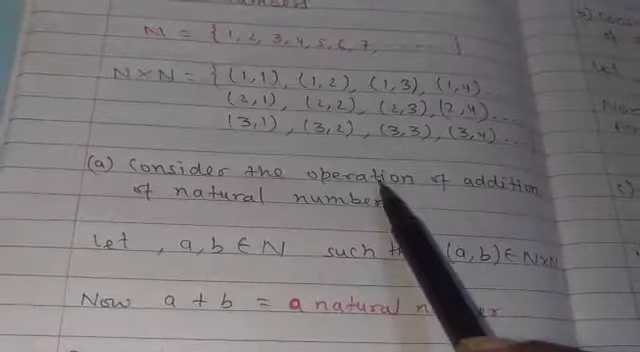 N = { 1, 2, 3, 4, 5, 6, 7, ...... }
N×N = { (1,1), (1,2), (1,3), (1,4)..
(2,1), (2,2), (2,3), (2,4)...
(3,1), (3,2), (3,3), (3,4)...
(a) Consider the operation of addition
of natural number
Let, a, b ∈ N such (a, b) ∈ N×N
Now a + b = a natural